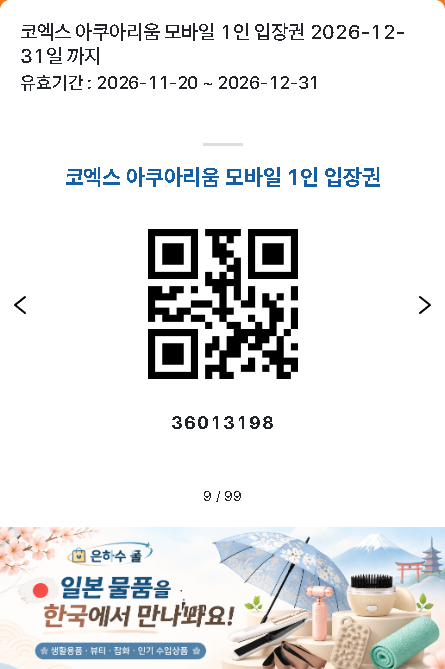 코엑스 아쿠아리움 모바일 1인 입장권 2026-12-
31일 까지
유효기간 : 2026-11-20 ~ 2026-12-31
코엑스 아쿠아리움 모바일 1인 입장권
36013198
9 / 99
은하수 몰
일본 물품을
한국에서 만나봐요!
생활용품 · 뷰티 · 잡화 · 인기 수입상품